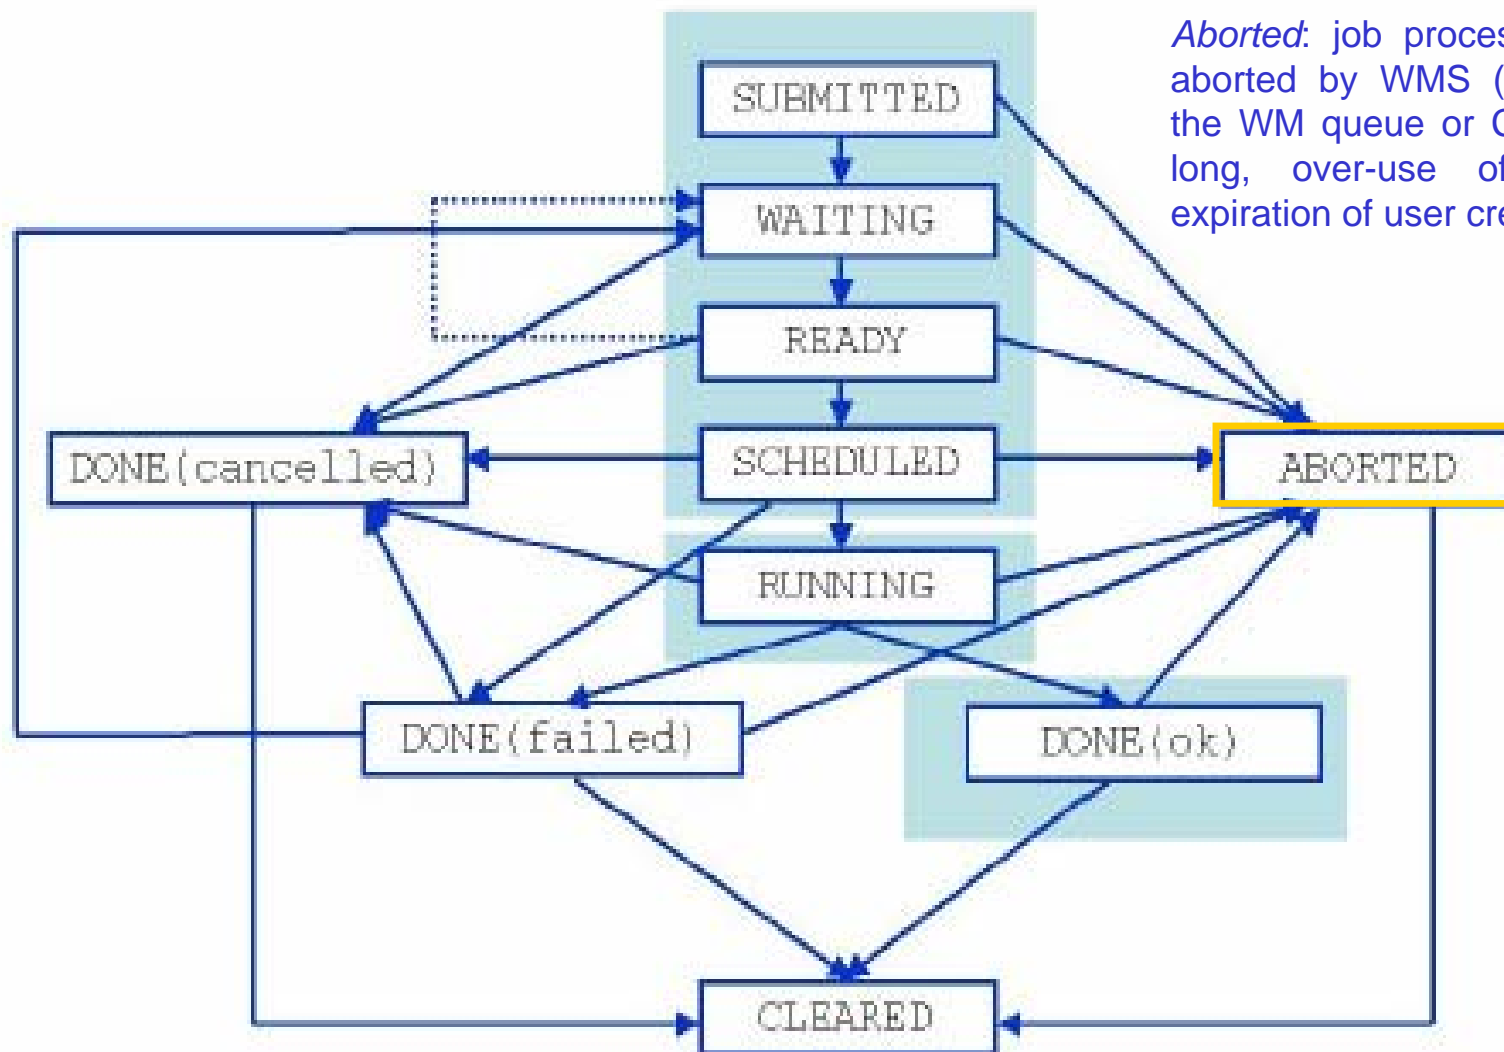 Aborted: job proces
aborted by WMS (
the WM queue or
long, over-use of
expiration of user cre
SUBMITTED
WAITING
READY
DONE(cancelled)
SCHEDULED
ABORTED
RUNNING
DONE(failed)
DONE(ok)
CLEARED